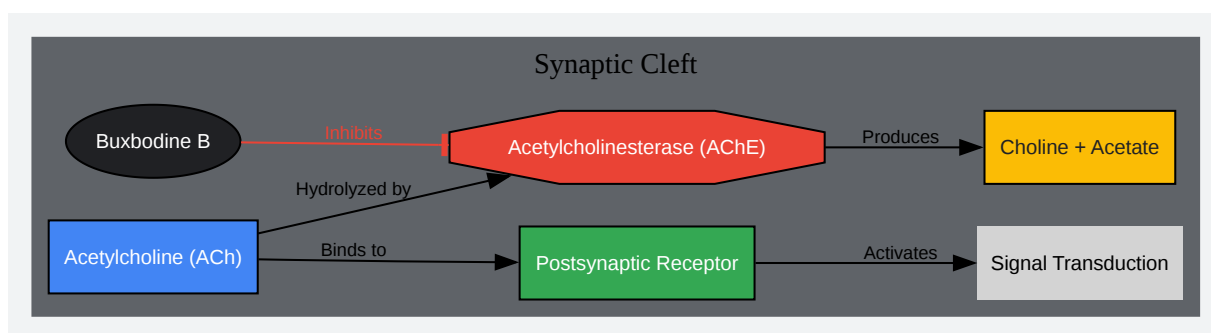 Synaptic Cleft
Buxbodine B
Inhibits
Acetylcholinesterase (AChE)
Produces
Choline + Acetate
Hydrolyzed by
Acetylcholine (ACh)
Binds to
Postsynaptic Receptor
Activates
Signal Transduction